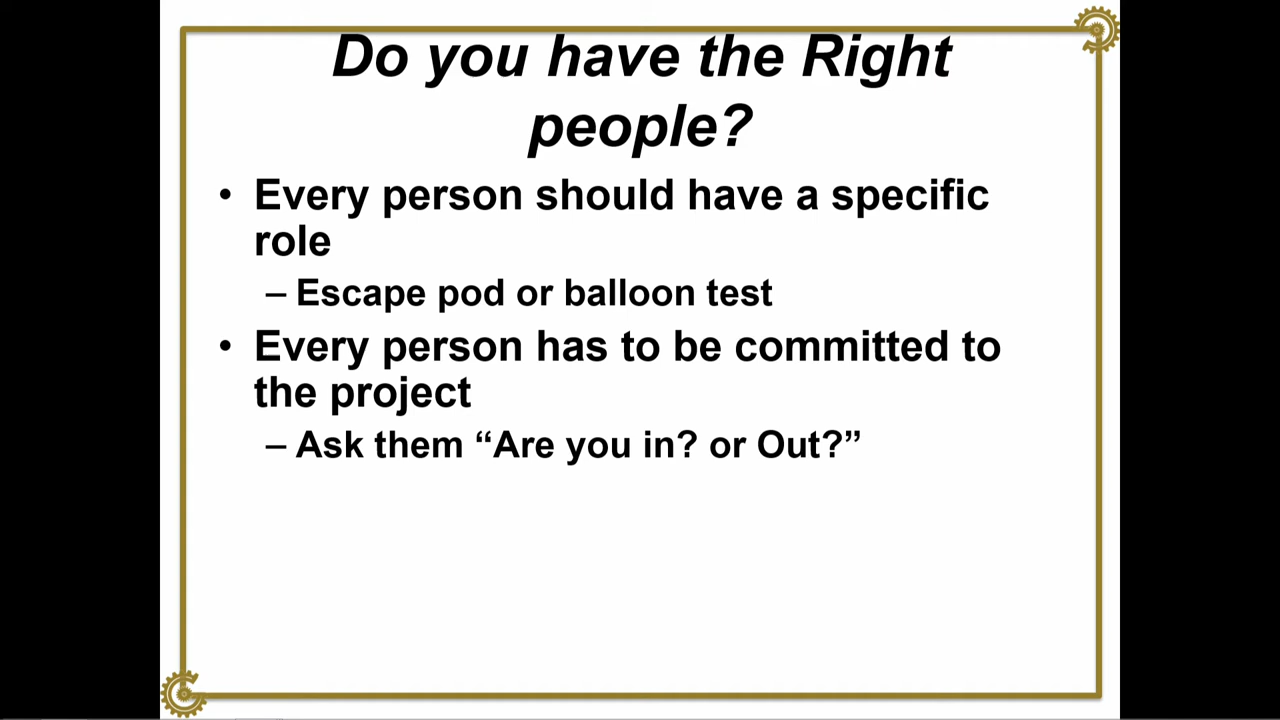 Do you have the Right
people?
• Every person should have a specific
role
– Escape pod or balloon test
• Every person has to be committed to
the project
– Ask them “Are you in? or Out?”